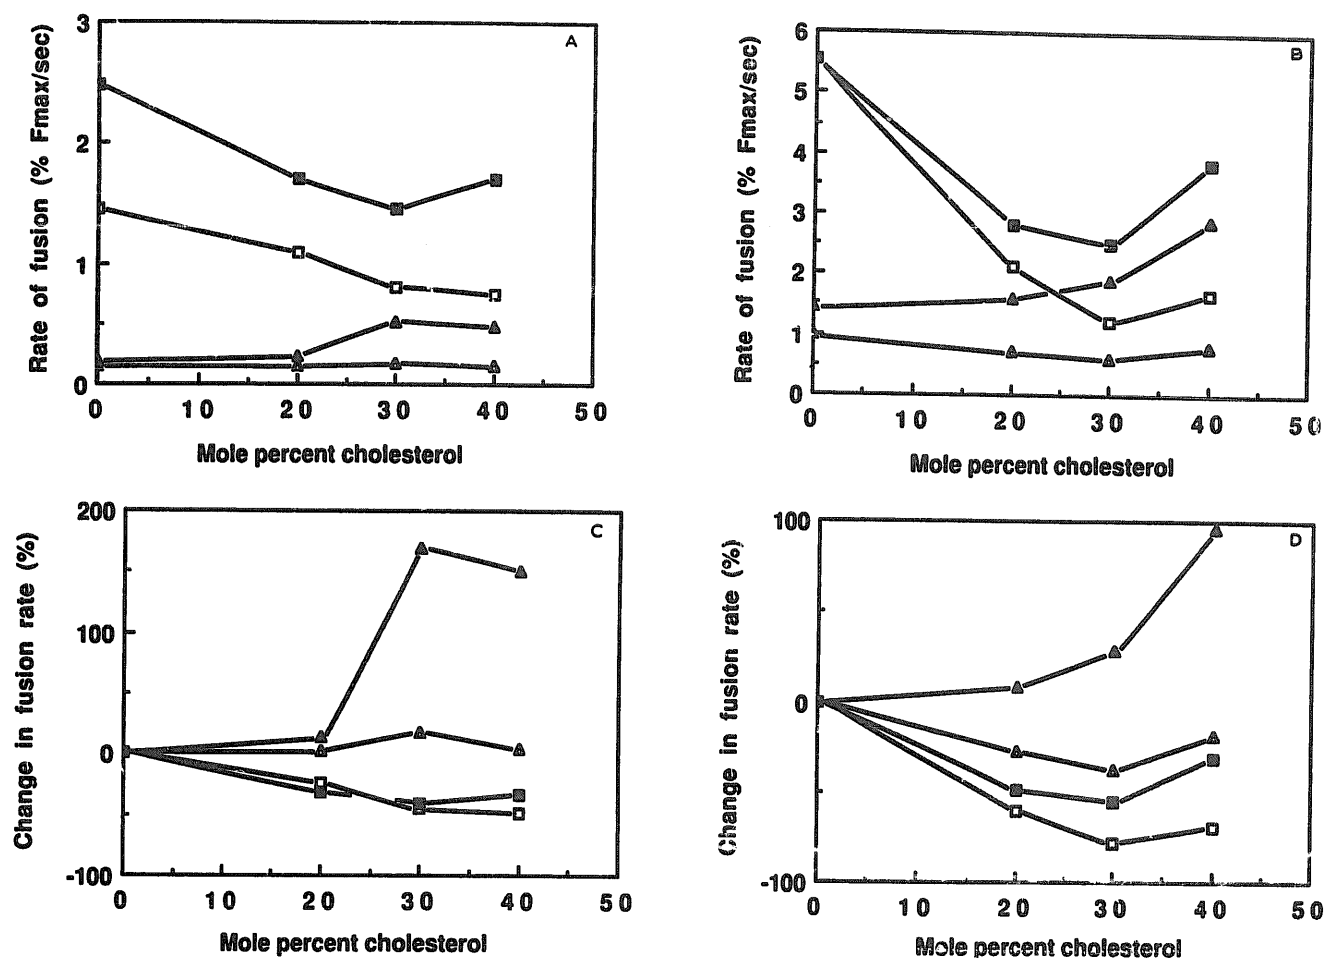 A
Rate of fusion (% Fmax/sec)
3
2
1
0
0 10 20 30 40 50
Mole percent cholesterol
B
Rate of fusion (% Fmax/sec)
6
5
4
3
2
1
0
0 10 20 30 40 50
Mole percent cholesterol
C
Change in fusion rate (%)
200
100
0
-100
0 10 20 30 40 50
Mole percent cholesterol
D
Change in fusion rate (%)
100
0
-100
0 10 20 30 40 50
Mole percent cholesterol